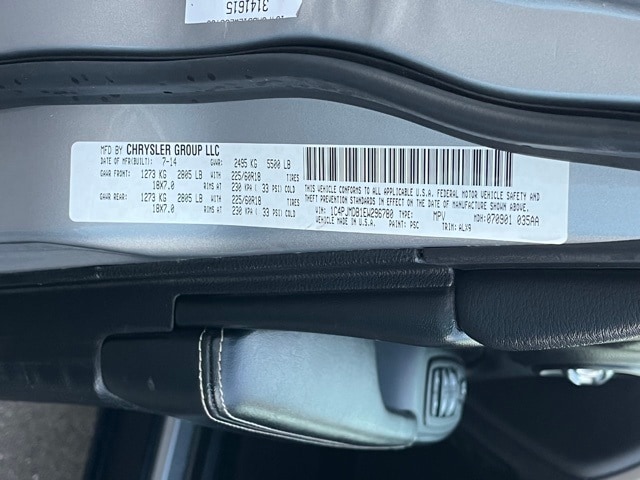 3141615
MFD BY CHRYSLER GROUP LLC
DATE OF MFR(BUILT): 7-14 GVWR: 2495 KG 5500 LB
GAWR FRONT: 1273 KG 2805 LB WITH 225/60R18 TIRES
18X7.0 RIMS AT 230 KPA: 33 PSI COLD
GAWR REAR: 1273 KG 2805 LB WITH 225/60R18 TIRES
18X7.0 RIMS AT 230 KPA: 33 PSI COLD
THIS VEHICLE CONFORMS TO ALL APPLICABLE U.S.A. FEDERAL MOTOR VEHICLE SAFETY AND
THEFT PREVENTION STANDARDS IN EFFECT ON THE DATE OF MANUFACTURE SHOWN ABOVE
VIN: 1C4PJMDB1EW296780 TYPE: MPV MDH: 070901 035AA
VEHICLE MADE IN U.S.A. PAINT: PSC TRIM: ALX9